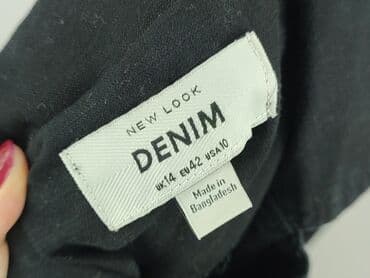 NEW LOOK
DENIM
UK14 EU42 USA10
Made in
Bangladesh